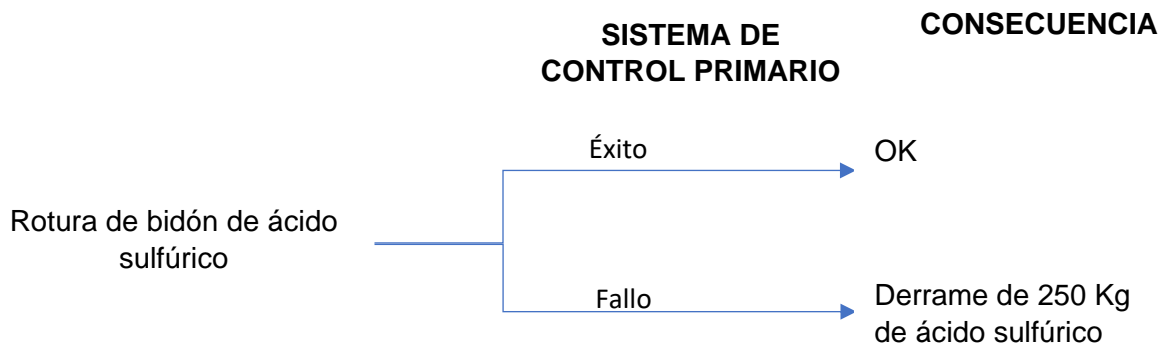 SISTEMA DE
CONTROL PRIMARIO
CONSECUENCIA
Éxito
OK
Rotura de bidón de ácido
sulfúrico
Fallo
Derrame de 250 Kg
de ácido sulfúrico